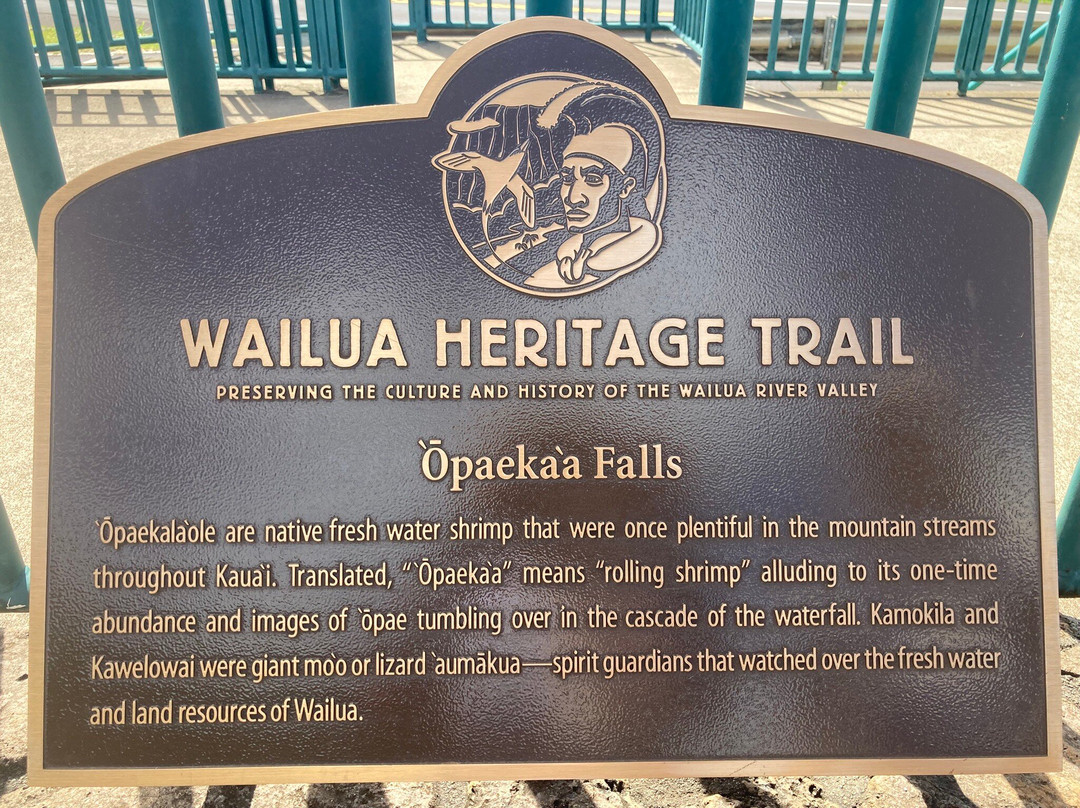 WAILUA HERITAGE TRAIL
PRESERVING THE CULTURE AND HISTORY OF THE WAILUA RIVER VALLEY
`Ōpaeka`a Falls
`Ōpaekala`ole are native fresh water shrimp that were once plentiful in the mountain streams
throughout Kaua`i. Translated, “`Ōpaeka`a” means “rolling shrimp” alluding to its one-time
abundance and images of `ōpae tumbling over in the cascade of the waterfall. Kamokila and
Kawelowai were giant mo`o or lizard `aumākua—spirit guardians that watched over the fresh water
and land resources of Wailua.